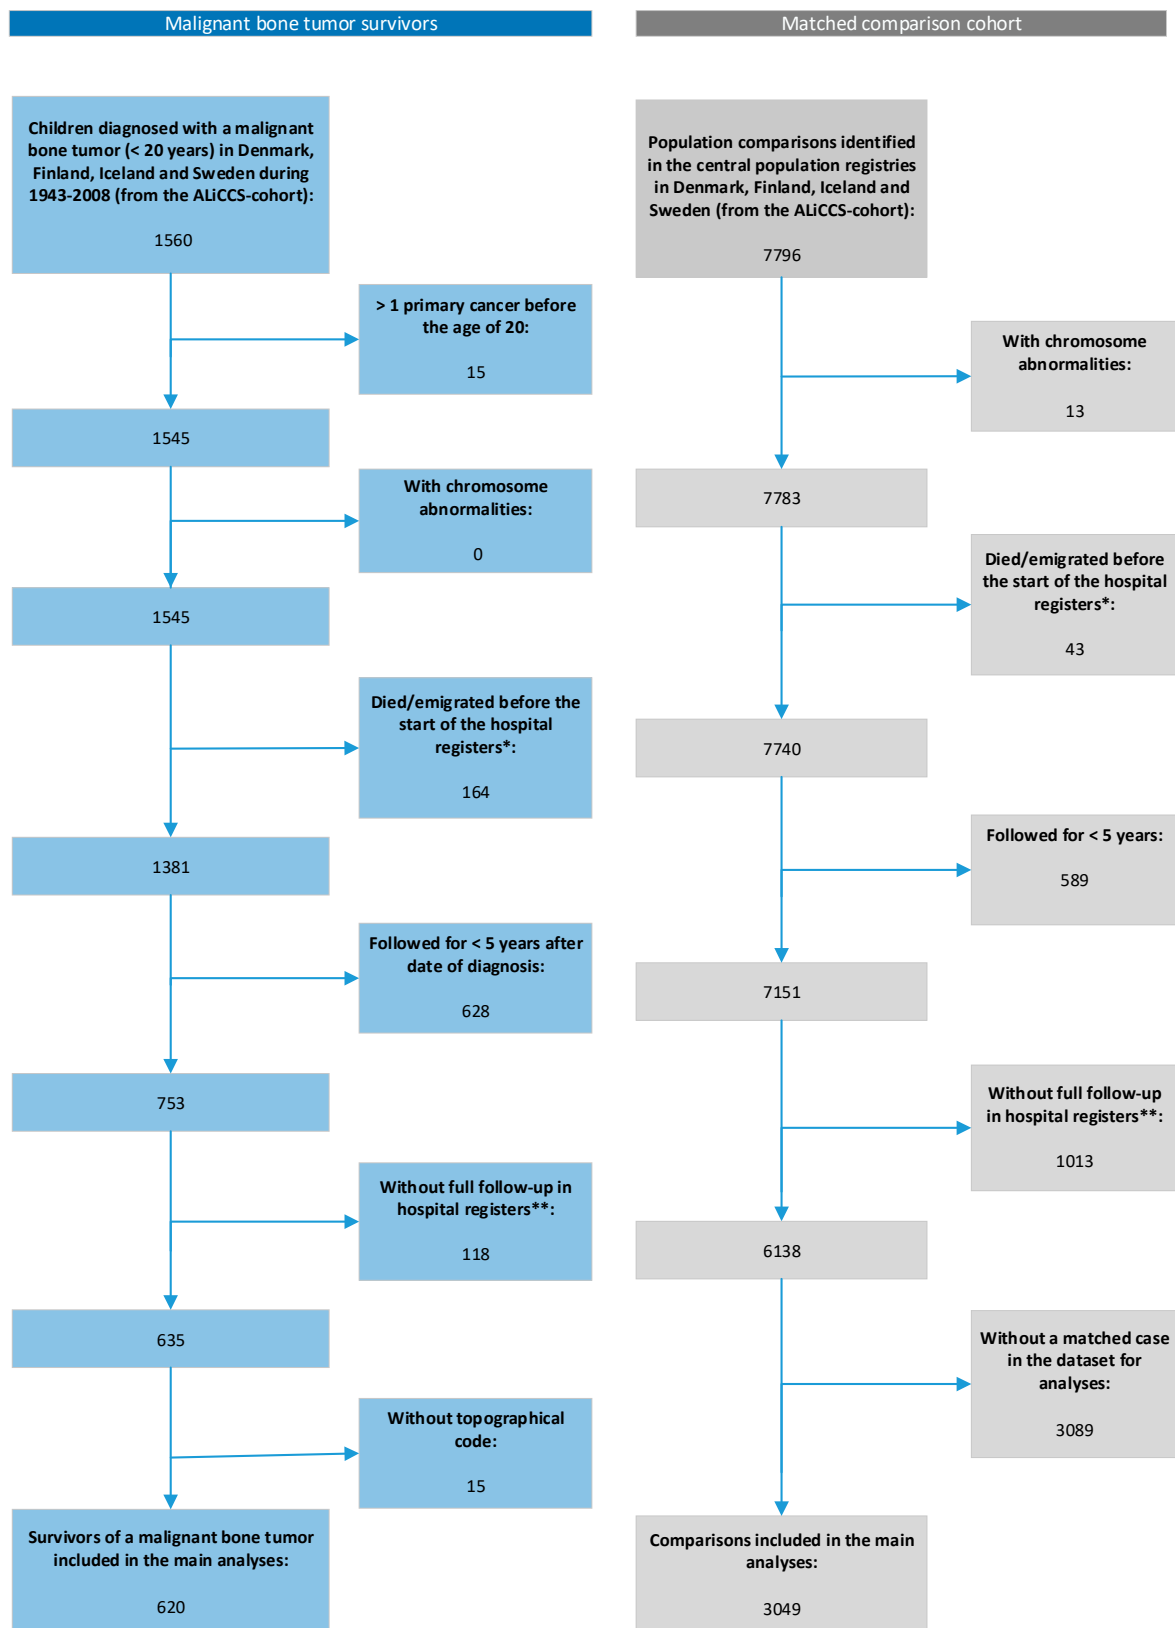 Malignant bone tumor survivors
Children diagnosed with a malignant
bone tumor (< 20 years) in Denmark,
Finland, Iceland and Sweden during
1943-2008 (from the ALiCCS-cohort):
1560
> 1 primary cancer before
the age of 20:
15
1545
With chromosome
abnormalities:
0
1545
Died/emigrated before the
start of the hospital
registers*:
164
1381
Followed for < 5 years after
date of diagnosis:
628
753
Without full follow-up in
hospital registers**:
118
635
Without topographical
code:
15
Survivors of a malignant bone tumor
included in the main analyses:
620
Matched comparison cohort
Population comparisons identified
in the central population registries
in Denmark, Finland, Iceland and
Sweden (from the ALiCCS-cohort):
7796
With chromosome
abnormalities:
13
7783
Died/emigrated before
the start of the hospital
registers*:
43
7740
Followed for < 5 years:
589
7151
Without full follow-up
in hospital registers**:
1013
6138
Without a matched case
in the dataset for
analyses:
3089
Comparisons included in the main
analyses:
3049